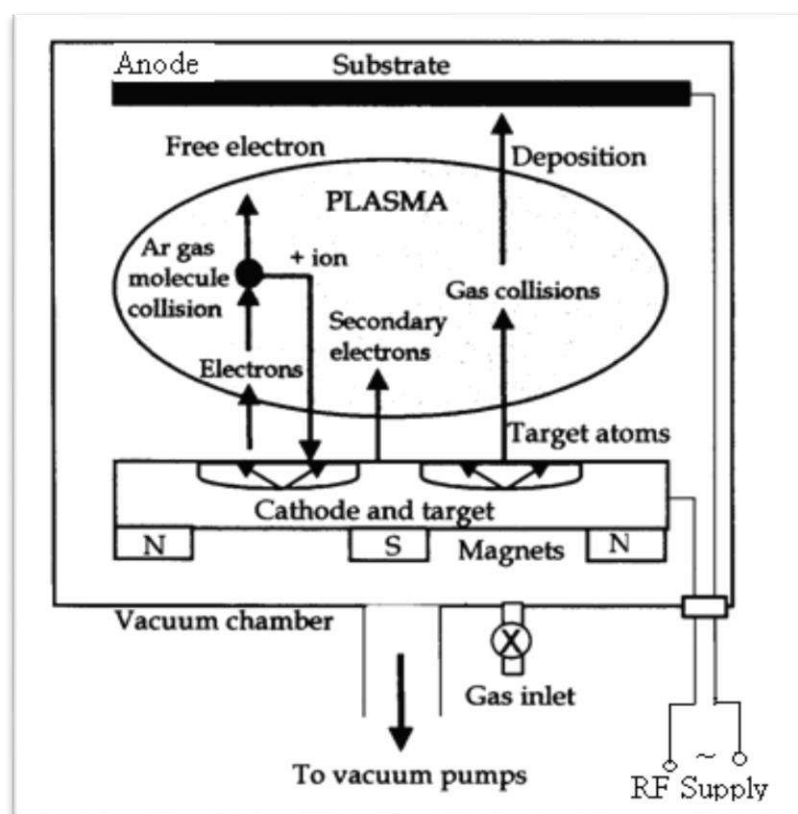 Anode
Substrate
Free electron
Deposition
PLASMA
Ar gas
molecule
collision
+ ion
Gas collisions
Secondary
electrons
Electrons
Target atoms
Cathode and target
N
S
Magnets
N
Vacuum chamber
X
Gas inlet
To vacuum pumps
~
RF Supply